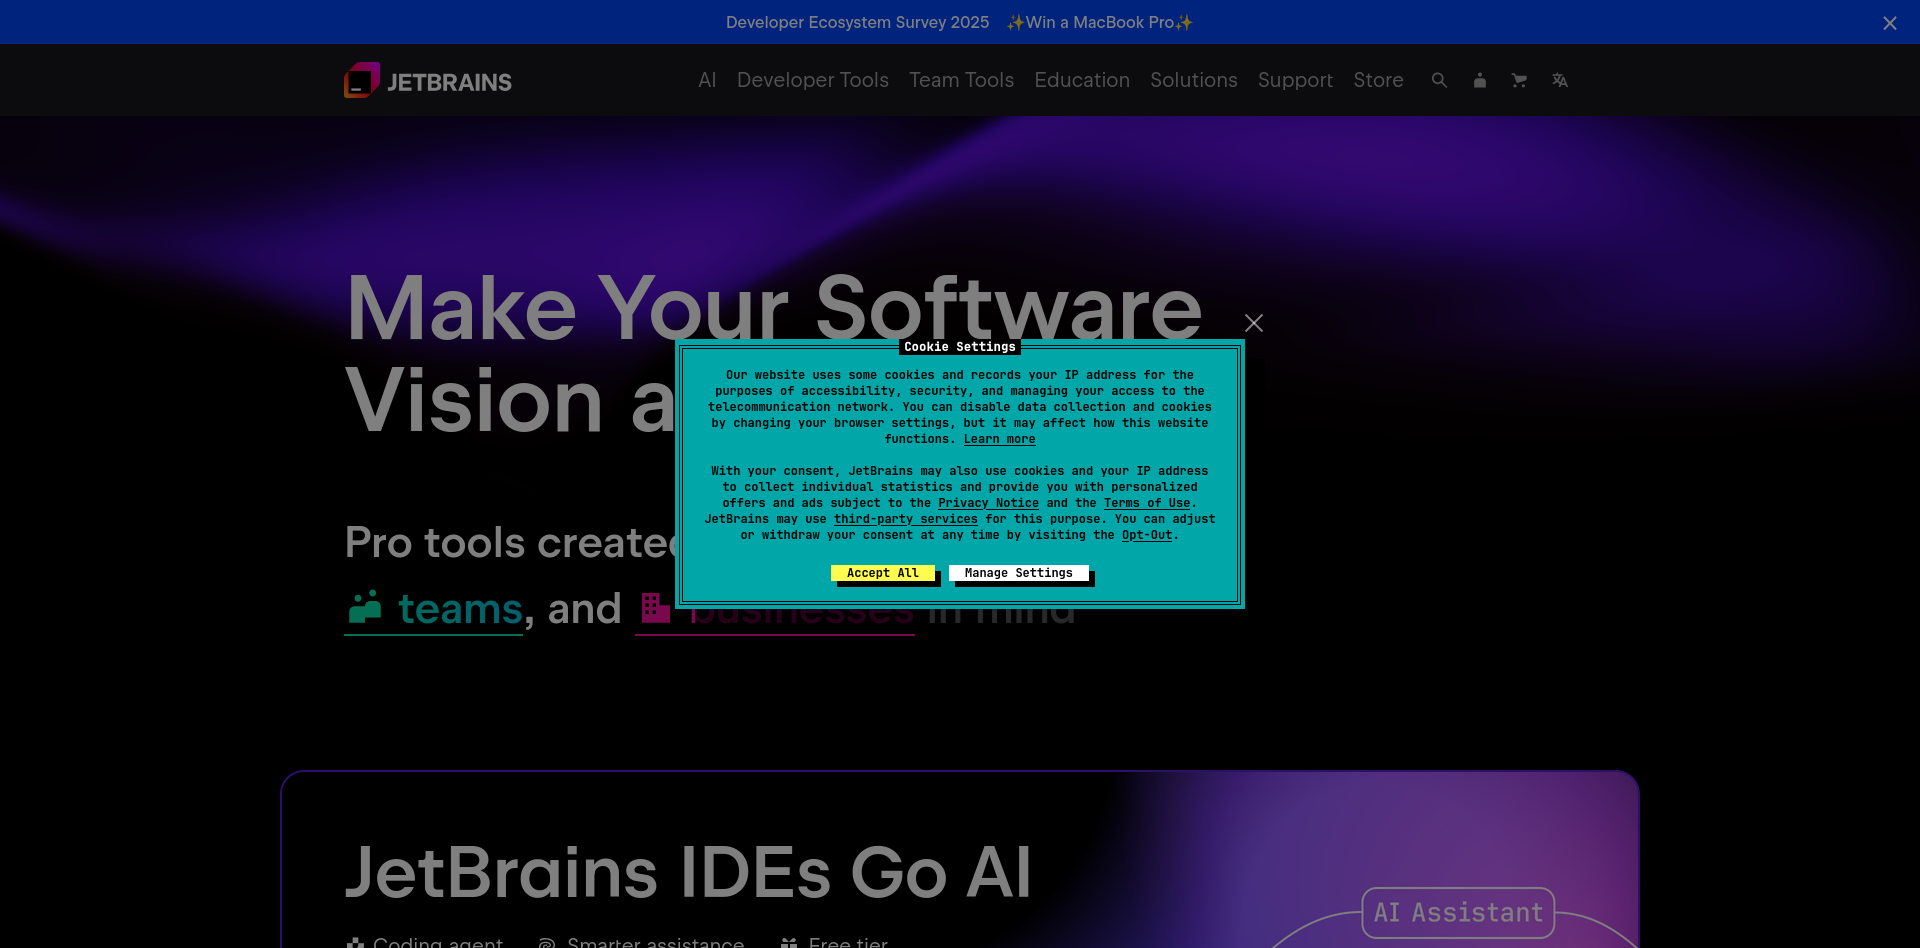 Developer Ecosystem Survey 2025 ✨Win a MacBook Pro✨
JETBRAINS
AI Developer Tools Team Tools Education Solutions Support Store
Make Your Software
Vision a
Cookie Settings
Our website uses some cookies and records your IP address for the
purposes of accessibility, security, and managing your access to the
telecommunication network. You can disable data collection and cookies
by changing your browser settings, but it may affect how this website
functions. Learn more
With your consent, JetBrains may also use cookies and your IP address
to collect individual statistics and provide you with personalized
offers and ads subject to the Privacy Notice and the Terms of Use.
JetBrains may use third-party services for this purpose. You can adjust
or withdraw your consent at any time by visiting the Opt-Out.
Accept All Manage Settings
Pro tools created
teams, and businesses in mind
JetBrains IDEs Go AI
AI Assistant
Coding agent Smarter assistance Free tier